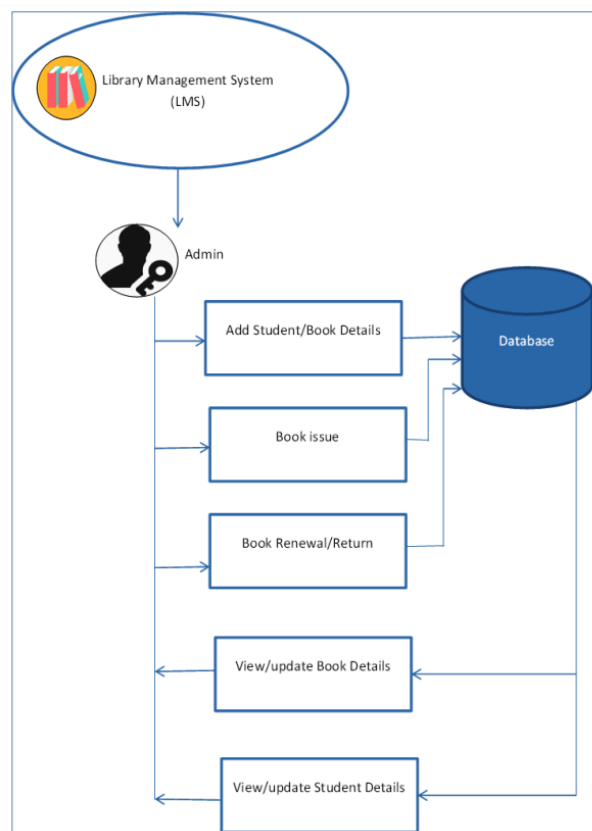 Library Management System
(LMS)
Admin
Add Student/Book Details
Database
Book issue
Book Renewal/Return
View/update Book Details
View/update Student Details